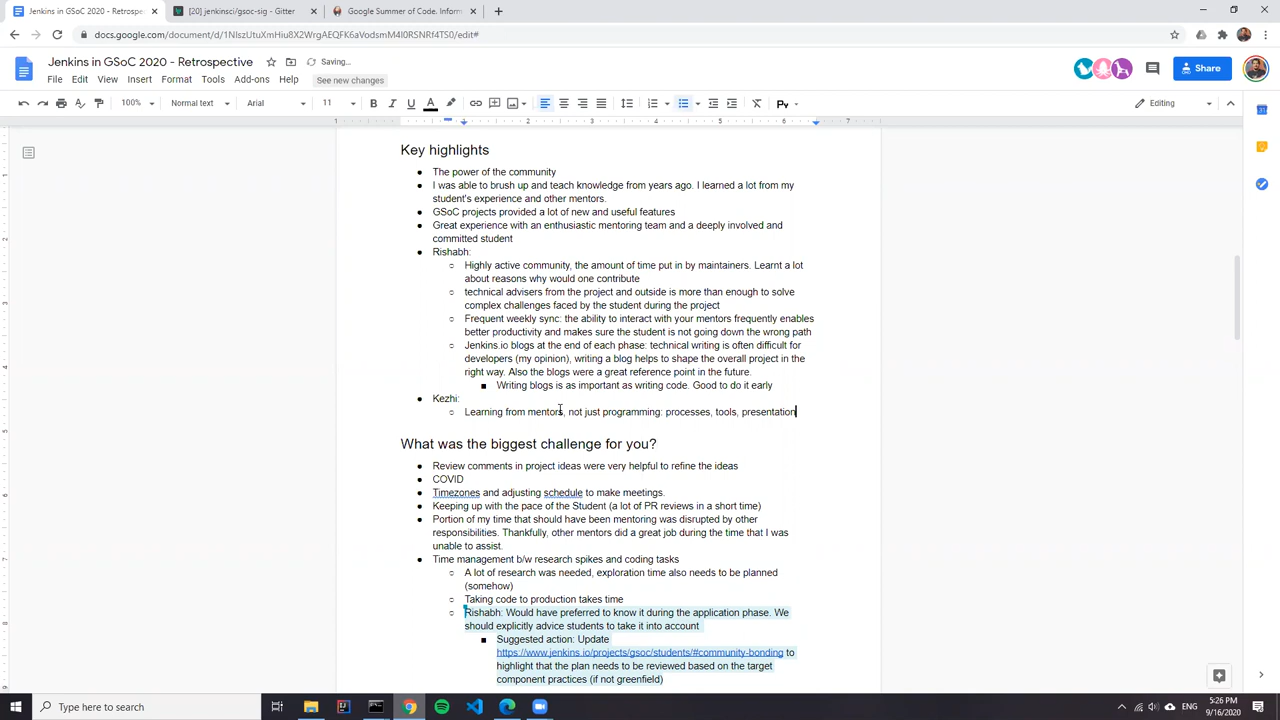 Jenkins in GSoC 2020 - Retrospec
[20] jenkinsci/gsoc-sig - Gitter
Google Summer of Code. Inform
docs.google.com/document/d/1NIszUtuXmHiu8X2WrgAEQFK6aVodsmM4I0RSNRf4TS0/edit#
Jenkins in GSoC 2020 - Retrospective
Saving...
Share
File Edit View Insert Format Tools Add-ons Help See new changes
100% Normal text Arial 11 B I U A Editing
1 1 2 3 4 5 6 7
Key highlights
The power of the community
I was able to brush up and teach knowledge from years ago. I learned a lot from my
student's experience and other mentors.
GSoC projects provided a lot of new and useful features
Great experience with an enthusiastic mentoring team and a deeply involved and
committed student
Rishabh:
Highly active community, the amount of time put in by maintainers. Learnt a lot
about reasons why would one contribute
technical advisers from the project and outside is more than enough to solve
complex challenges faced by the student during the project
Frequent weekly sync: the ability to interact with your mentors frequently enables
better productivity and makes sure the student is not going down the wrong path
Jenkins.io blogs at the end of each phase: technical writing is often difficult for
developers (my opinion), writing a blog helps to shape the overall project in the
right way. Also the blogs were a great reference point in the future.
Writing blogs is as important as writing code. Good to do it early
Kezhi:
Learning from mentors, not just programming: processes, tools, presentation
What was the biggest challenge for you?
Review comments in project ideas were very helpful to refine the ideas
COVID
Timezones and adjusting schedule to make meetings.
Keeping up with the pace of the Student (a lot of PR reviews in a short time)
Portion of my time that should have been mentoring was disrupted by other
responsibilities. Thankfully, other mentors did a great job during the time that I was
unable to assist.
Time management b/w research spikes and coding tasks
A lot of research was needed, exploration time also needs to be planned
(somehow)
Taking code to production takes time
Rishabh: Would have preferred to know it during the application phase. We
should explicitly advice students to take it into account
Suggested action: Update
https://www.jenkins.io/projects/gsoc/students/#community-bonding to
highlight that the plan needs to be reviewed based on the target
component practices (if not greenfield)
Type here to search
ENG
5:26 PM
9/16/2020